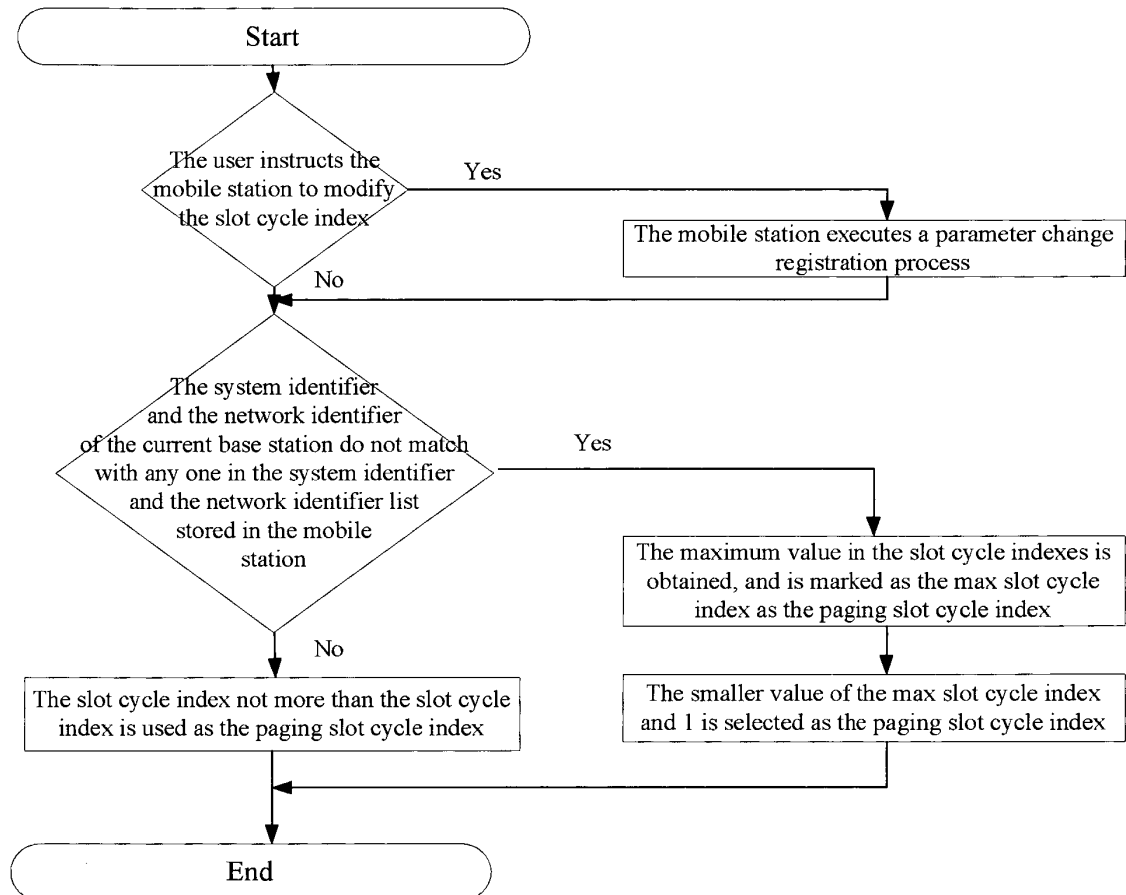 Start
The user instructs the
mobile station to modify
the slot cycle index
Yes
The mobile station executes a parameter change
registration process
No
The system identifier
and the network identifier
of the current base station do not match
with any one in the system identifier
and the network identifier list
stored in the mobile
station
Yes
The maximum value in the slot cycle indexes is
obtained, and is marked as the max slot cycle
index as the paging slot cycle index
No
The slot cycle index not more than the slot cycle
index is used as the paging slot cycle index
The smaller value of the max slot cycle index
and 1 is selected as the paging slot cycle index
End